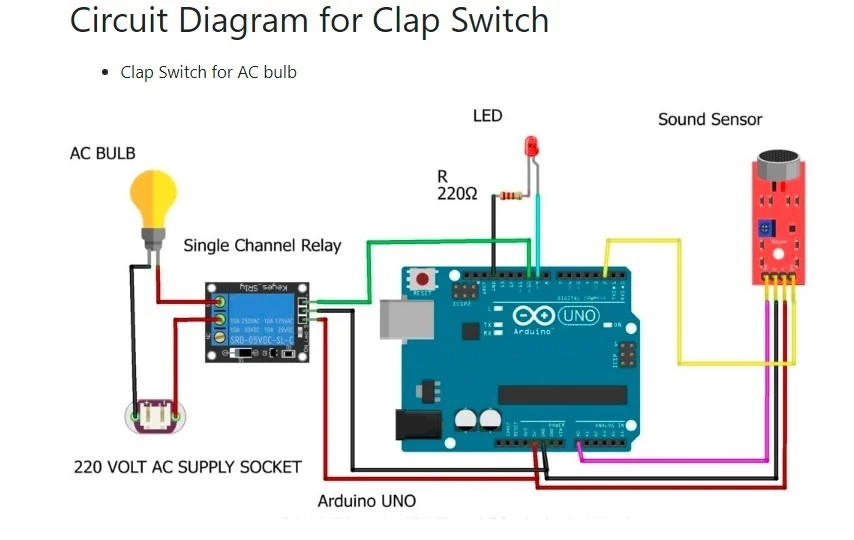 Circuit Diagram for Clap Switch
Clap Switch for AC bulb
LED
Sound Sensor
AC BULB
R
220Ω
Single Channel Relay
Keyes_SRly
10A 250VAC 10A 125VAC
10A 30VDC 10A 28VDC
SRD-05VDC-SL-C
RESET
ICSP2
DIGITAL (PWM~)
L
TX
RX
Arduino
UNO
ON
ICSP
POWER
ANALOG IN
220 VOLT AC SUPPLY SOCKET
Arduino UNO